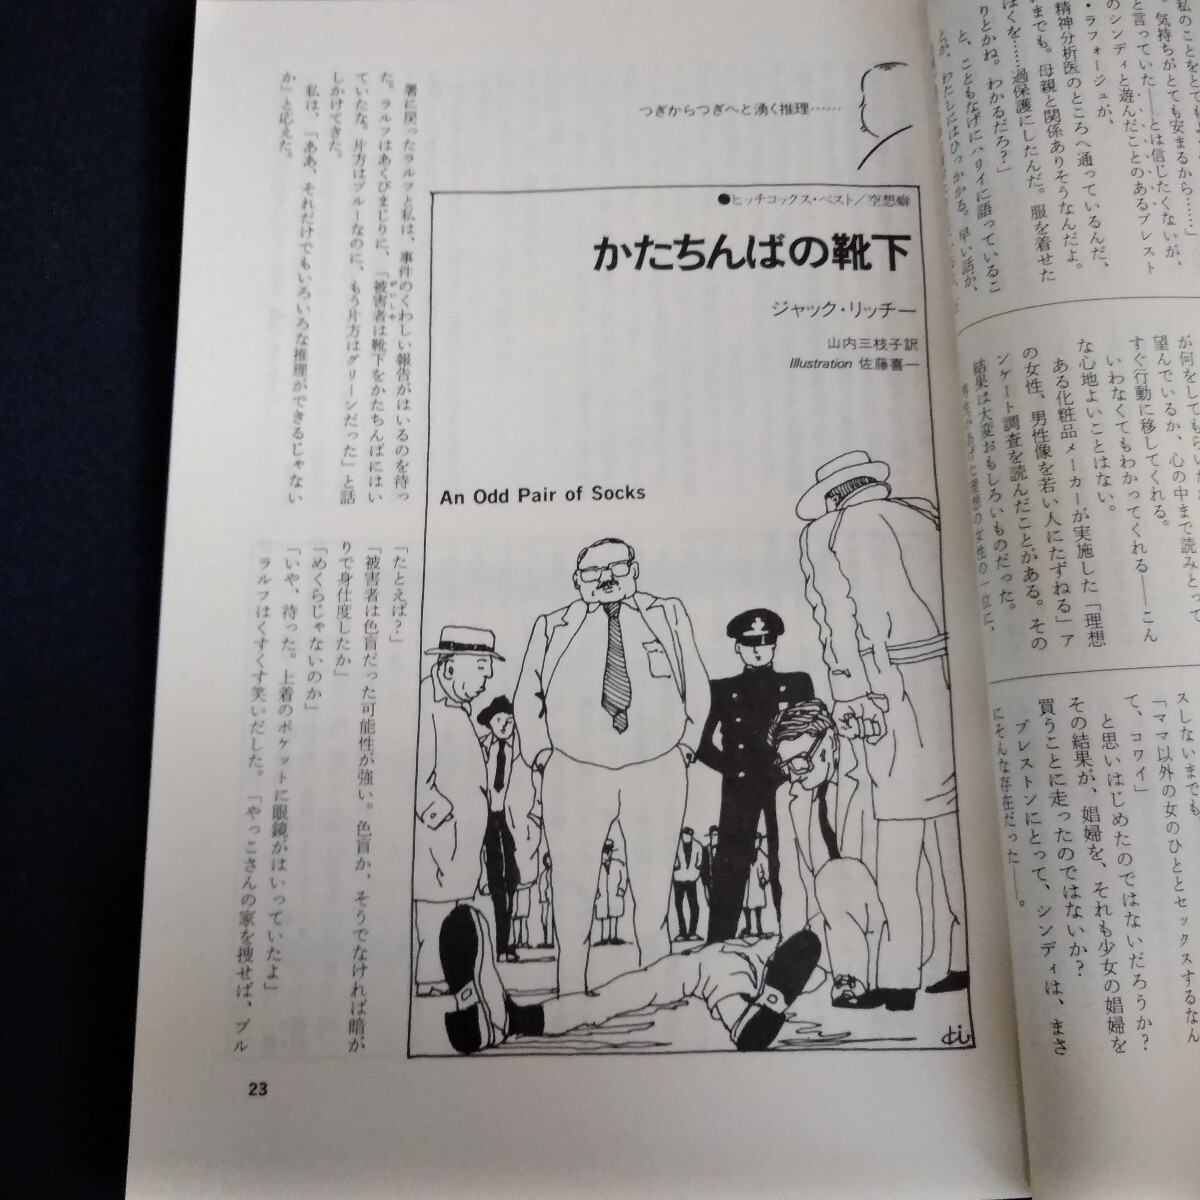 私のことをとても
。気持ちがとても安まるから……」
と言っていた――とは信じたくないが、
のシンディと遊んだことのあるプレスト
・ラフォージュが、
精神分析医のところへ通っているんだ、
いまでも。母親と関係ありそうなんだよ。
ぼくを……過保護にしたんだ。服を着せた
りとかね。わかるだろ？」
と、こともなげにハリイに語っているこ
とが、わたしにはひっかかる。早い話が、
が何をしてもらいた
望んでいるか、心の中まで読みとって
すぐ行動に移してくれる。
いわなくてもわかってくれる――こん
な心地よいことはない。
ある化粧品メーカーが実施した「理想
の女性、男性像を若い人にたずねる」ア
ンケート調査を読んだことがある。その
結果は大変おもしろいものだった。
スしないまでも、
「ママ以外の女のひととセックスするなん
て、コワイ」
と思いはじめたのではないだろうか？
その結果が、娼婦を、それも少女の娼婦を
買うことに走ったのではないか？
プレストンにとって、シンディは、まさ
にそんな存在だった――。
つぎからつぎへと湧く推理……
●ヒッチコックス・ベスト／空想癖
かたちんばの靴下
ジャック・リッチー
山内三枝子訳
Illustration 佐藤喜一
An Odd Pair of Socks
署に戻ったラルフと私は、事件のくわしい報告がはいるのを待っ
た。ラルフはあくびまじりに、「被害者は靴下をかたちんばにはい
がいしゃ
ていたな。片方はブルーなのに、もう片方はグリーンだった」と話
しかけてきた。
私は、「ああ、それだけでもいろいろな推理ができるじゃない
か」と応えた。
「たとえば？」
「被害者は色盲だった可能性が強い。色盲か、そうでなければ暗が
りで身仕度したか」
「めくらじゃないのか」
「いや、待った。上着のポケットに眼鏡がはいっていたよ」
ラルフはくすくす笑いだした。「やっこさんの家を捜せば、ブル
23